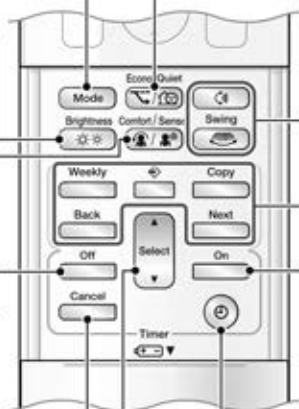 Econo/Quiet
Mode
Brightness Comfort/Sensor
Swing
Weekly
Copy
Back
Next
Select
Off
On
Cancel
Timer